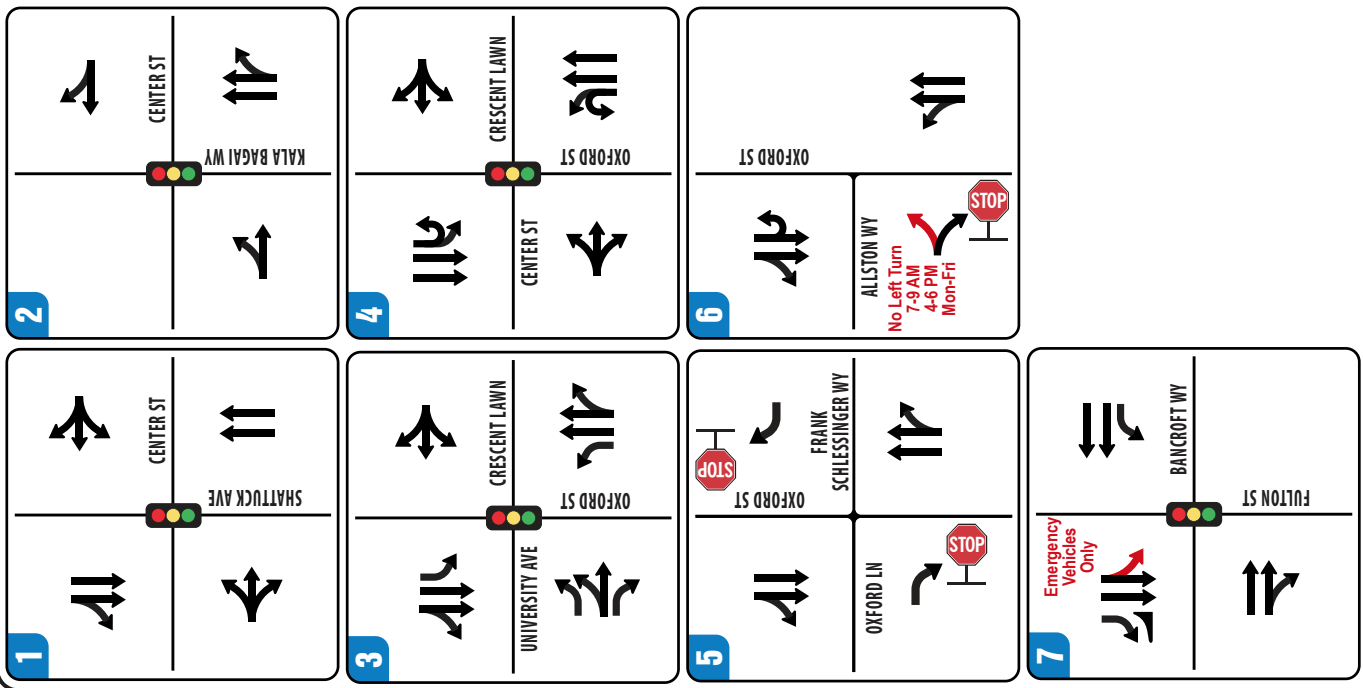 1
CENTER ST
SHATTUCK AVE
2
CENTER ST
KALA BAGAI WY
3
CRESCENT LAWN
UNIVERSITY AVE
OXFORD ST
4
CRESCENT LAWN
CENTER ST
OXFORD ST
5
STOP
OXFORD ST
FRANK
SCHLESSINGER WY
OXFORD LN
STOP
6
OXFORD ST
ALLSTON WY
No Left Turn
7-9 AM
4-6 PM
Mon-Fri
STOP
7
Emergency
Vehicles
Only
BANCROFT WY
FULTON ST